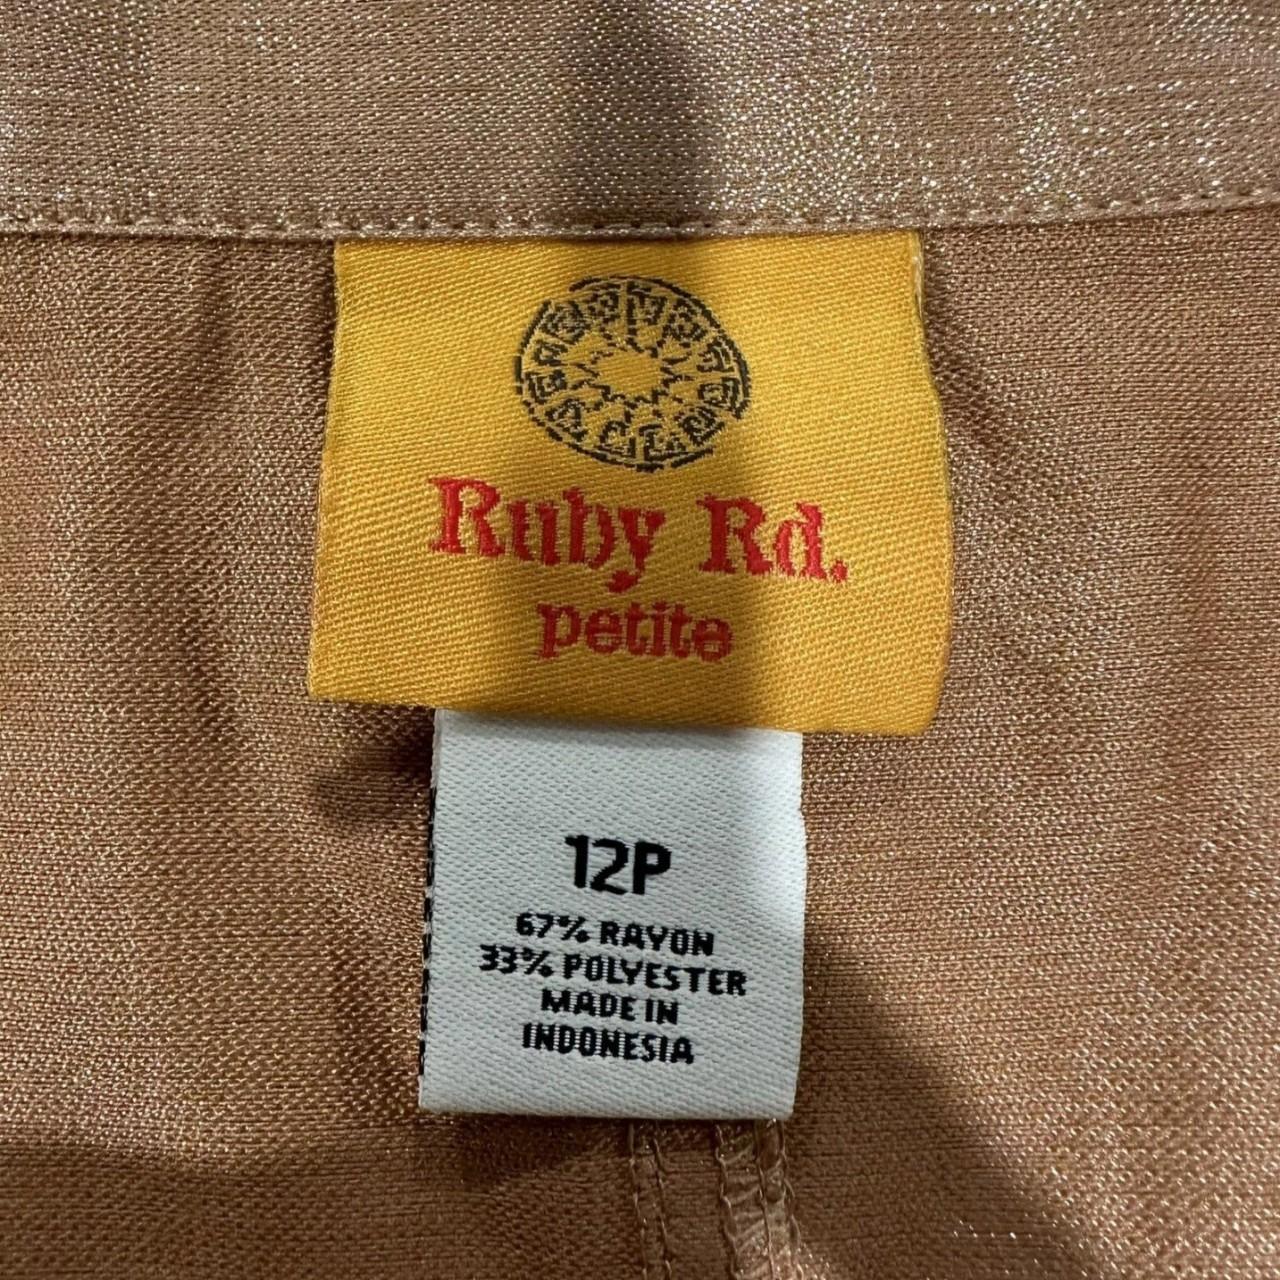 Ruby Rd.
petite
12P
67% RAYON
33% POLYESTER
MADE IN
INDONESIA